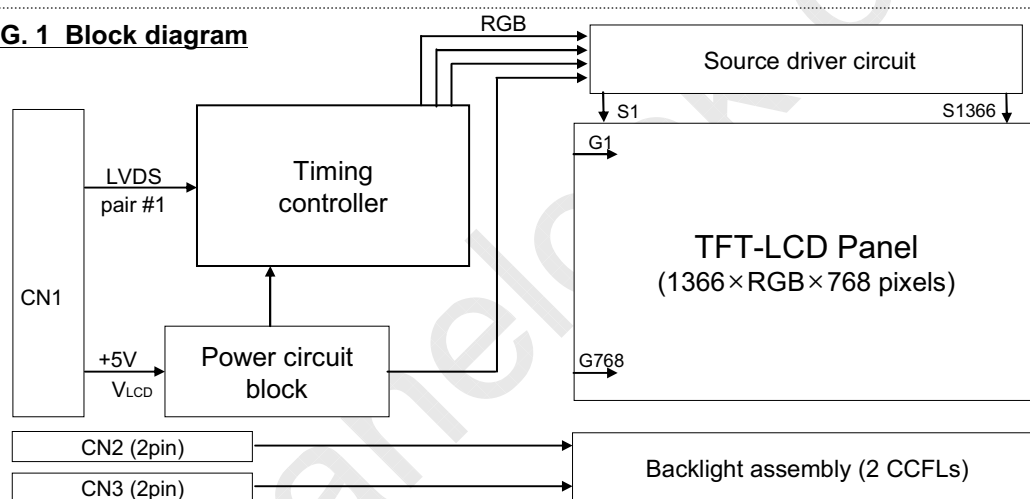 G. 1 Block diagram
RGB
Source driver circuit
S1
S1366
G1
LVDS
pair #1
Timing
controller
TFT-LCD Panel
(1366×RGB×768 pixels)
CN1
+5V
VLCD
Power circuit
block
G768
CN2 (2pin)
Backlight assembly (2 CCFLs)
CN3 (2pin)